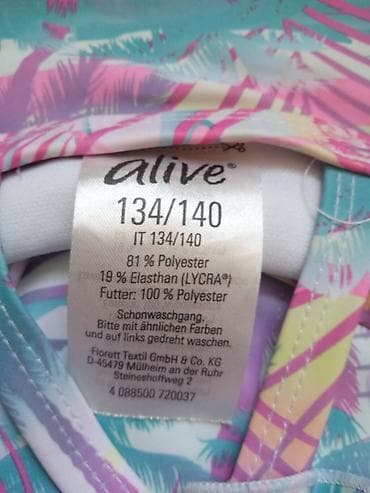 alive®
134/140
IT 134/140
81 % Polyester
19 % Elasthan (LYCRA®)
Futter: 100 % Polyester
Schonwaschgang.
Bitte mit ähnlichen Farben
und auf links gedreht waschen.
Florett Textil GmbH & Co. KG
D-45479 Mülheim an der Ruhr
Steineshoffweg 2
4 088500 720037